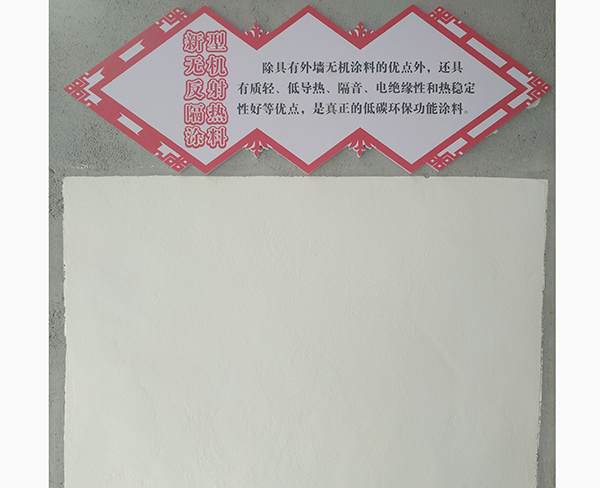 新型
无机
反射
隔热
涂料
除具有外墙无机涂料的优点外，还具
有质轻、低导热、隔音、电绝缘性和热稳定
性好等优点，是真正的低碳环保功能涂料。